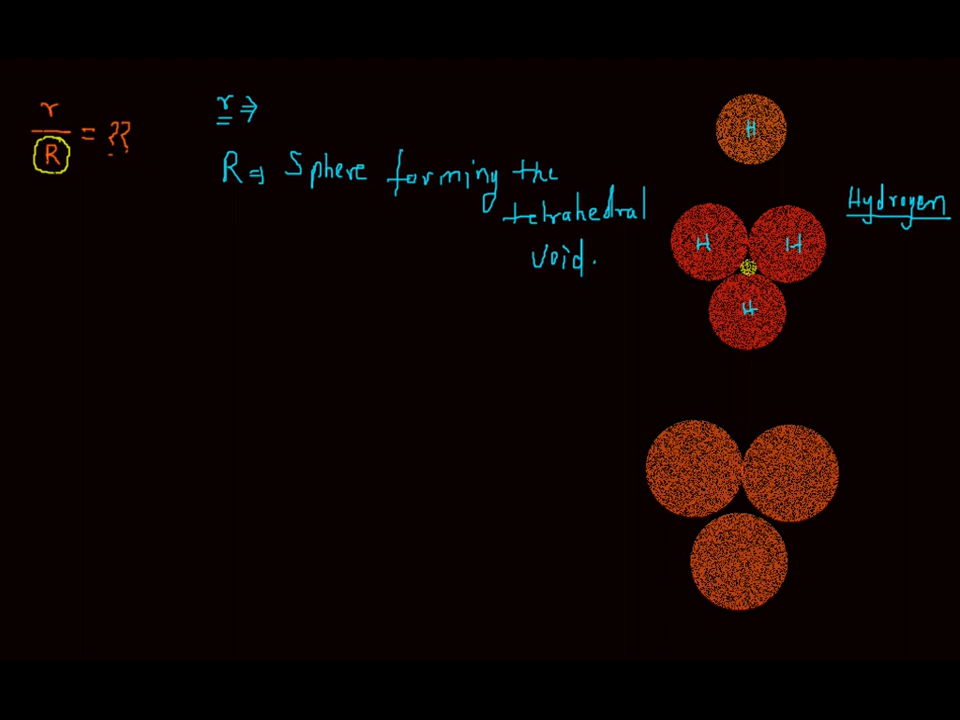 r
R = ??
r ⇒
R ⇒ Sphere forming the
tetrahedral
void.
H
H H
H
Hydrogen